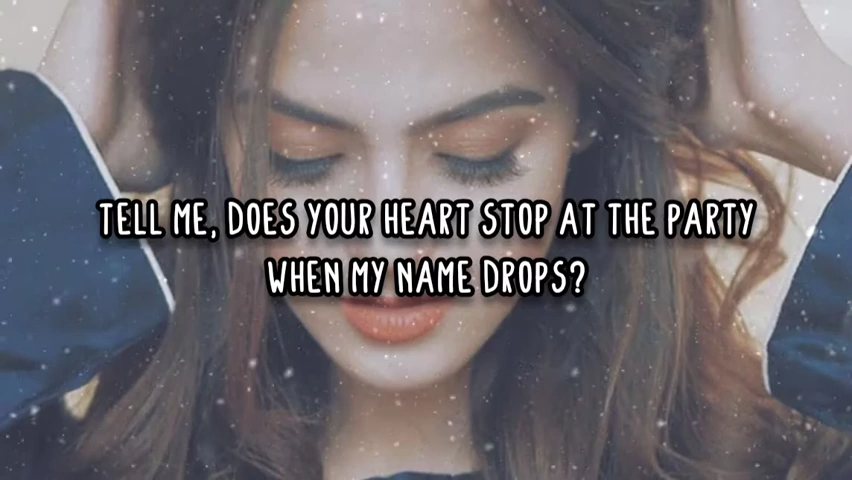 TELL ME, DOES YOUR HEART STOP AT THE PARTY
WHEN MY NAME DROPS?